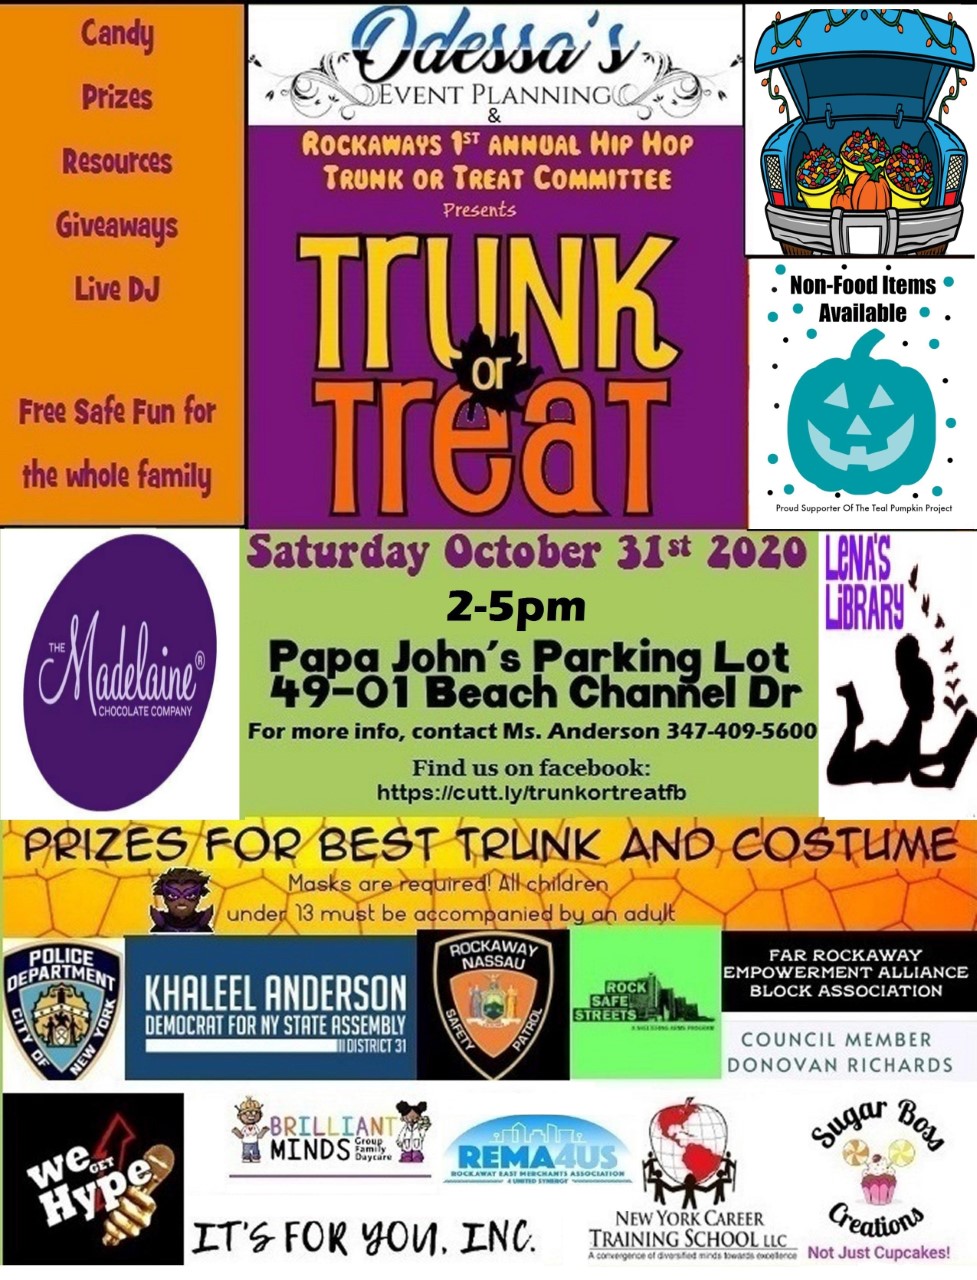 Candy
Prizes
Resources
Giveaways
Live DJ
Free Safe Fun for
the whole family
Odessa's
EVENT PLANNING
&
ROCKAWAYS 1ST ANNUAL HIP HOP
TRUNK OR TREAT COMMITTEE
Presents
TRUNK
or
TREAT
Non-Food Items
Available
Proud Supporter Of The Teal Pumpkin Project
THE
Madelaine®
CHOCOLATE COMPANY
Saturday October 31st 2020
2-5pm
Papa John's Parking Lot
49-01 Beach Channel Dr
For more info, contact Ms. Anderson 347-409-5600
Find us on facebook:
https://cutt.ly/trunkortreatfb
LENA'S
LIBRARY
PRIZES FOR BEST TRUNK AND COSTUME
Masks are required! All children
under 13 must be accompanied by an adult
POLICE
DEPARTMENT
CITY OF NEW YORK
KHALEEL ANDERSON
DEMOCRAT FOR NY STATE ASSEMBLY
DISTRICT 31
ROCKAWAY
NASSAU
SAFETY PATROL
ROCK
SAFE
STREETS
A SHELTERING ARMS PROGRAM
FAR ROCKAWAY
EMPOWERMENT ALLIANCE
BLOCK ASSOCIATION
COUNCIL MEMBER
DONOVAN RICHARDS
we
GET
Hype
BRILLIANT
MINDS Group Family Daycare
REMA4US
ROCKAWAY EAST MERCHANTS ASSOCIATION
4 UNITED SYNERGY
IT'S FOR YOU, INC.
NEW YORK CAREER
TRAINING SCHOOL LLC
A convergence of diversified minds towards excellence
Sugar Boss
Creations
Not Just Cupcakes!